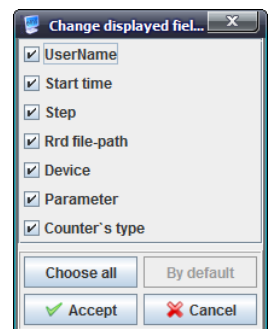 Change displayed fiel...
UserName
Start time
Step
Rrd file-path
Device
Parameter
Counter`s type
Choose all By default
Accept Cancel